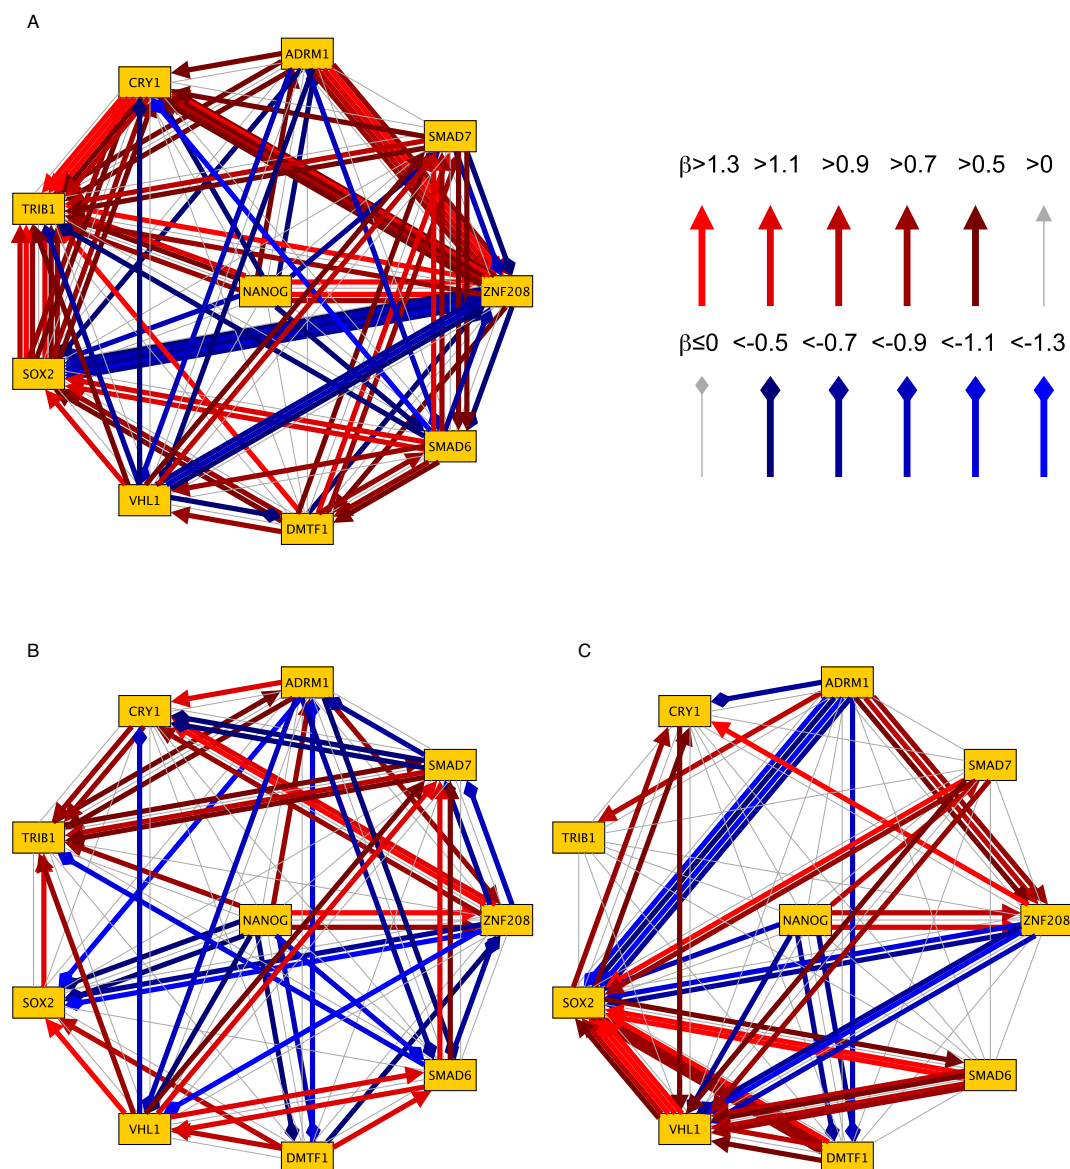 A
ADRM1
CRY1
SMAD7
β>1.3 >1.1 >0.9 >0.7 >0.5 >0
TRIB1
NANOG
ZNF208
β≤0 <-0.5 <-0.7 <-0.9 <-1.1 <-1.3
SOX2
SMAD6
VHL1
DMTF1
B
ADRM1
CRY1
SMAD7
TRIB1
NANOG
ZNF208
SOX2
SMAD6
VHL1
DMTF1
C
ADRM1
CRY1
SMAD7
TRIB1
NANOG
ZNF208
SOX2
SMAD6
VHL1
DMTF1